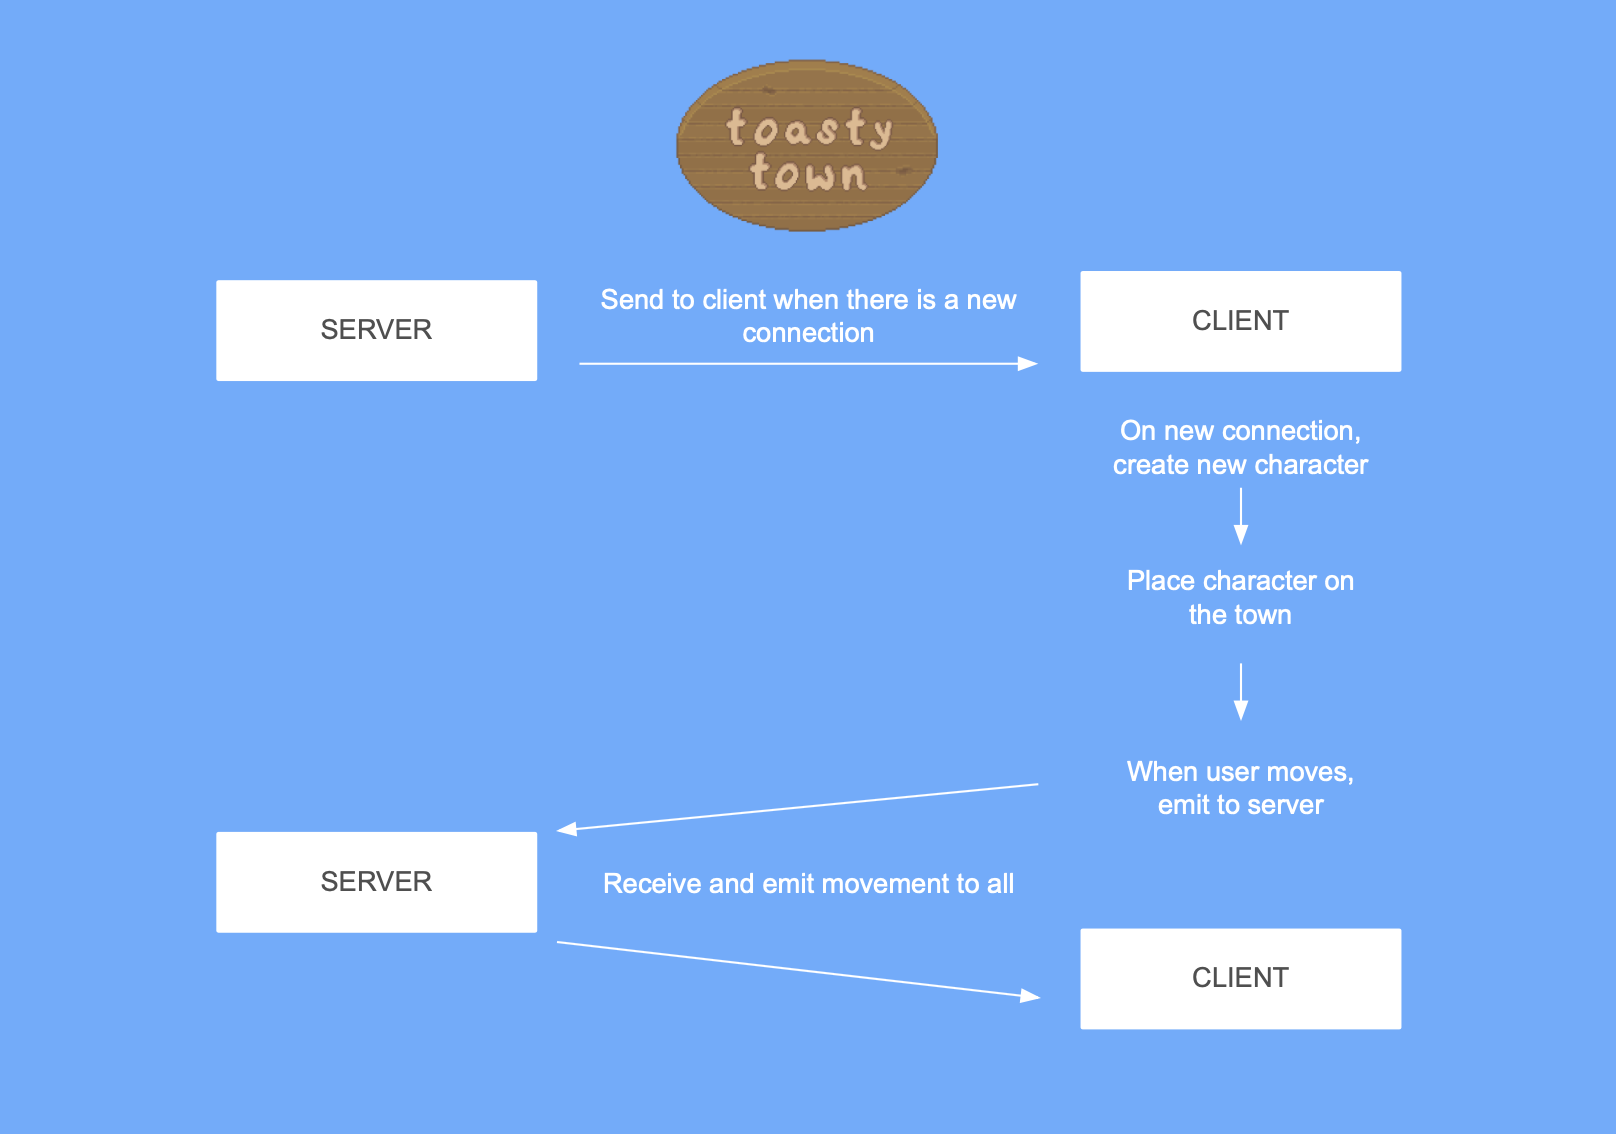 toasty
town
SERVER
Send to client when there is a new
connection
CLIENT
On new connection,
create new character
Place character on
the town
When user moves,
emit to server
SERVER
Receive and emit movement to all
CLIENT